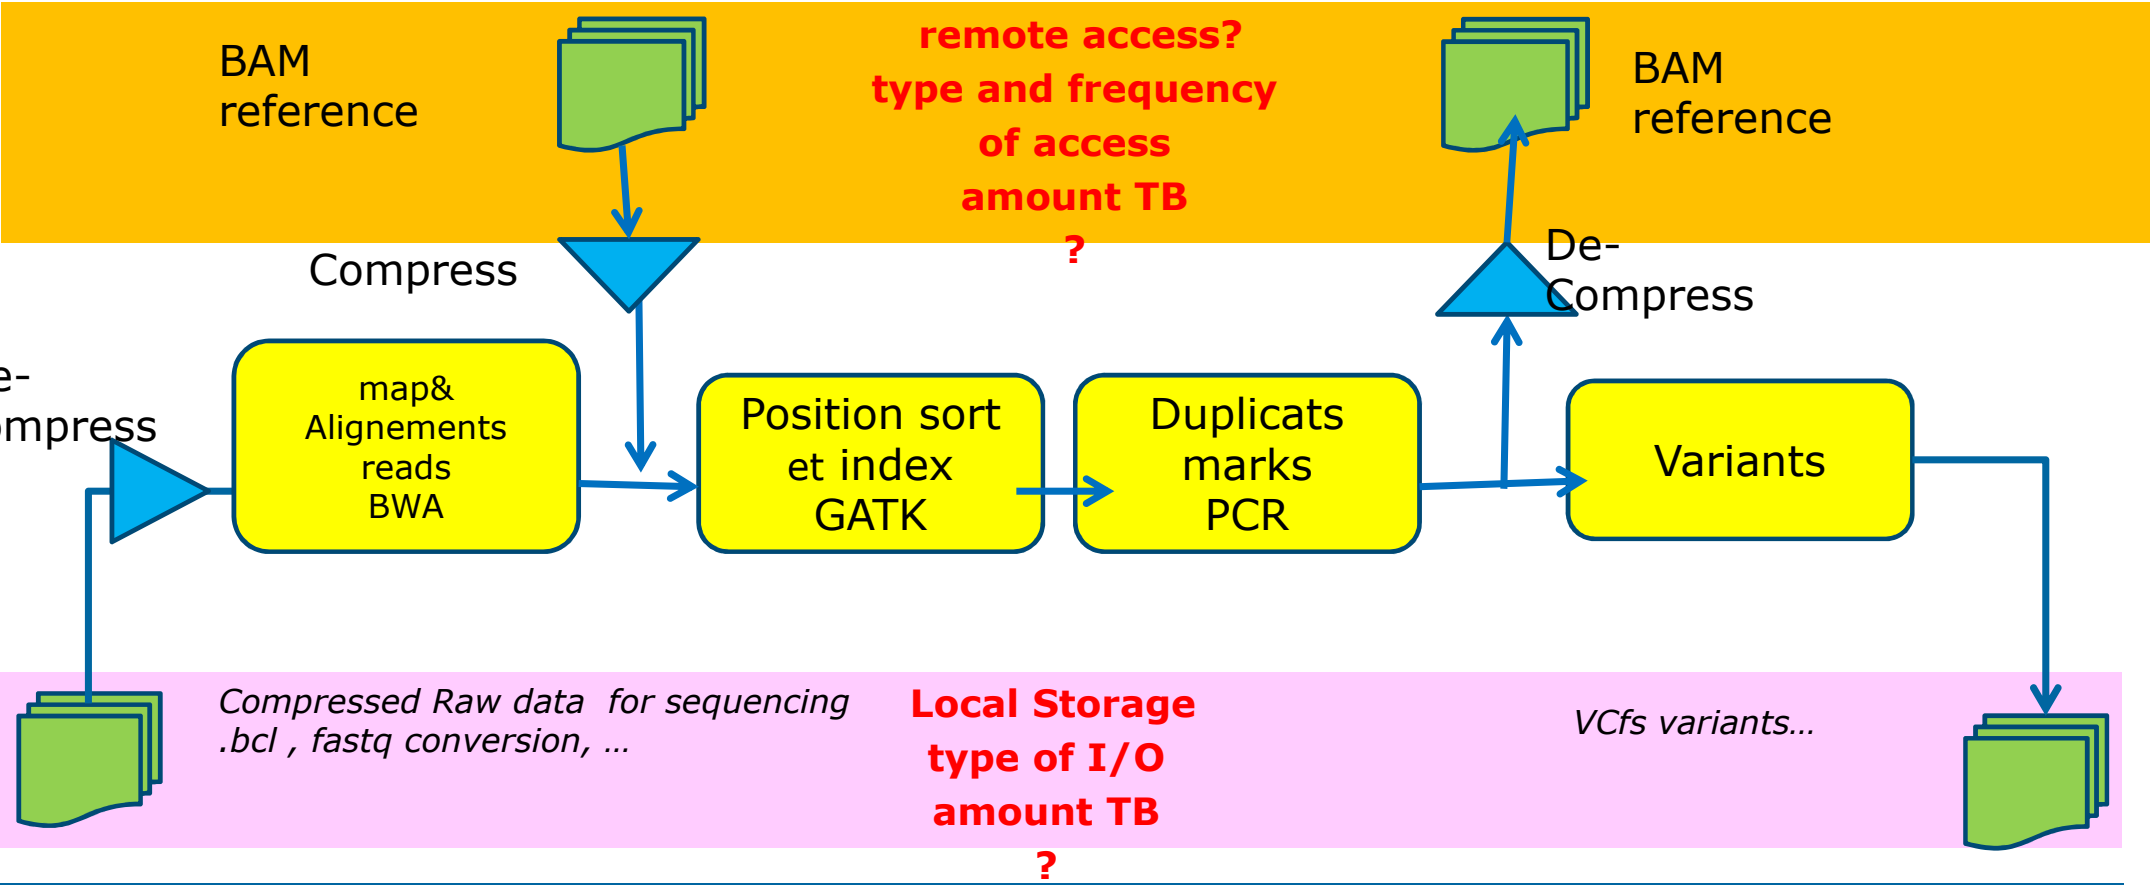 BAM
reference
remote access?
type and frequency
of access
amount TB
?
BAM
reference
Compress
De-
Compress
e-
ompress
map&
Alignements
reads
BWA
Position sort
et index
GATK
Duplicats
marks
PCR
Variants
Compressed Raw data  for sequencing
.bcl , fastq conversion, …
Local Storage
type of I/O
amount TB
?
VCfs variants…